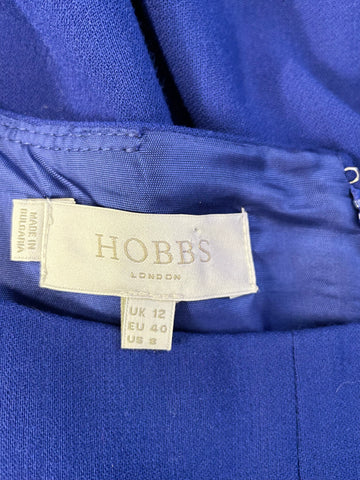 HOBBS
LONDON
UK 12
EU 40
US 8
MADE IN
BULGARIA